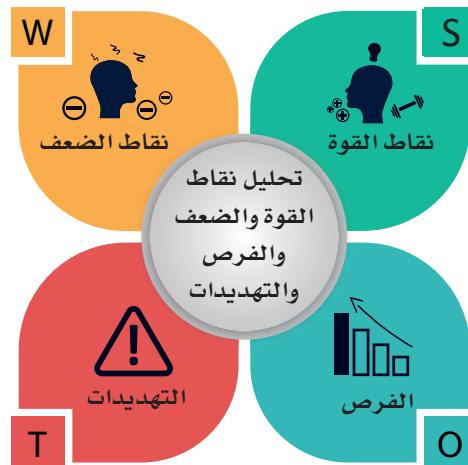 S
نقاط القوة
W
نقاط الضعف
تحليل نقاط
القوة والضعف
والفرص
والتهديدات
الفرص
O
التهديدات
T